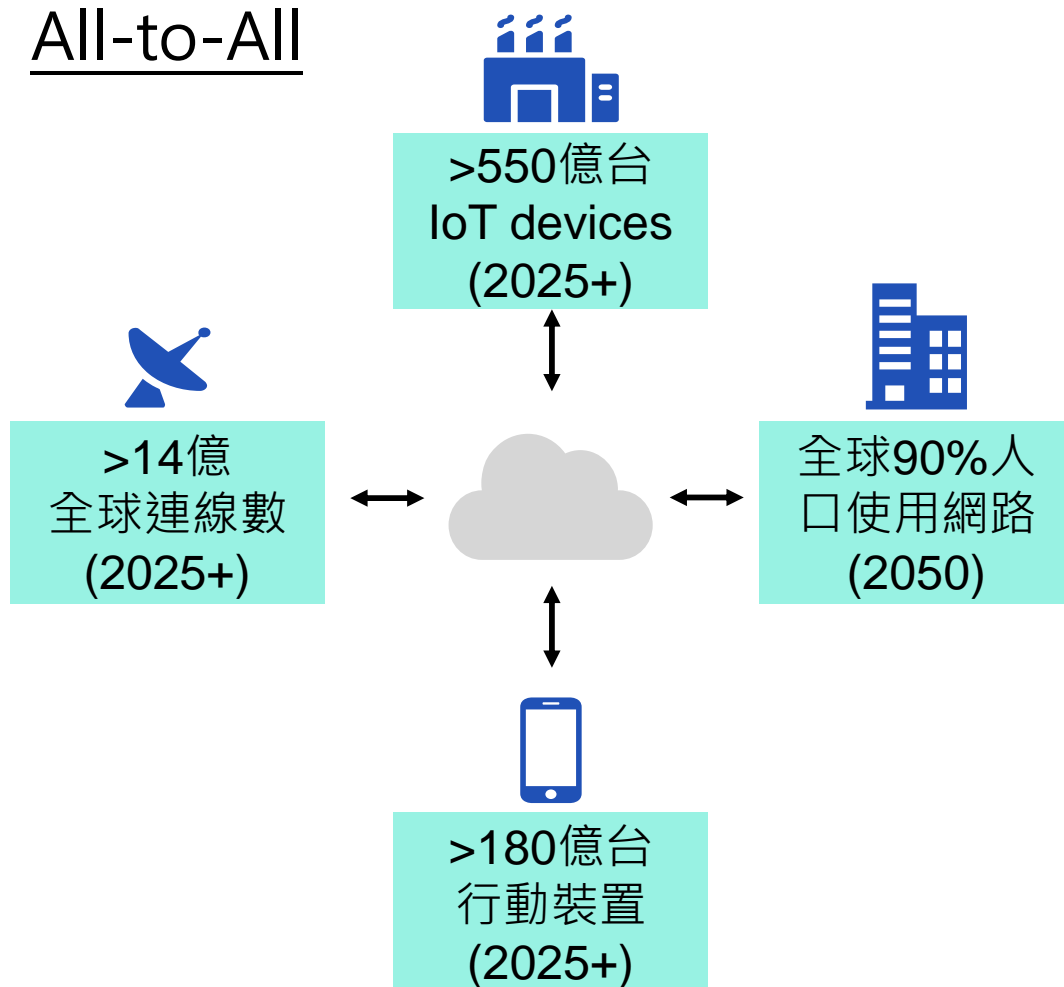 All-to-All
>550億台
IoT devices
(2025+)
>14億
全球連線數
(2025+)
全球90%人
口使用網路
(2050)
>180億台
行動裝置
(2025+)